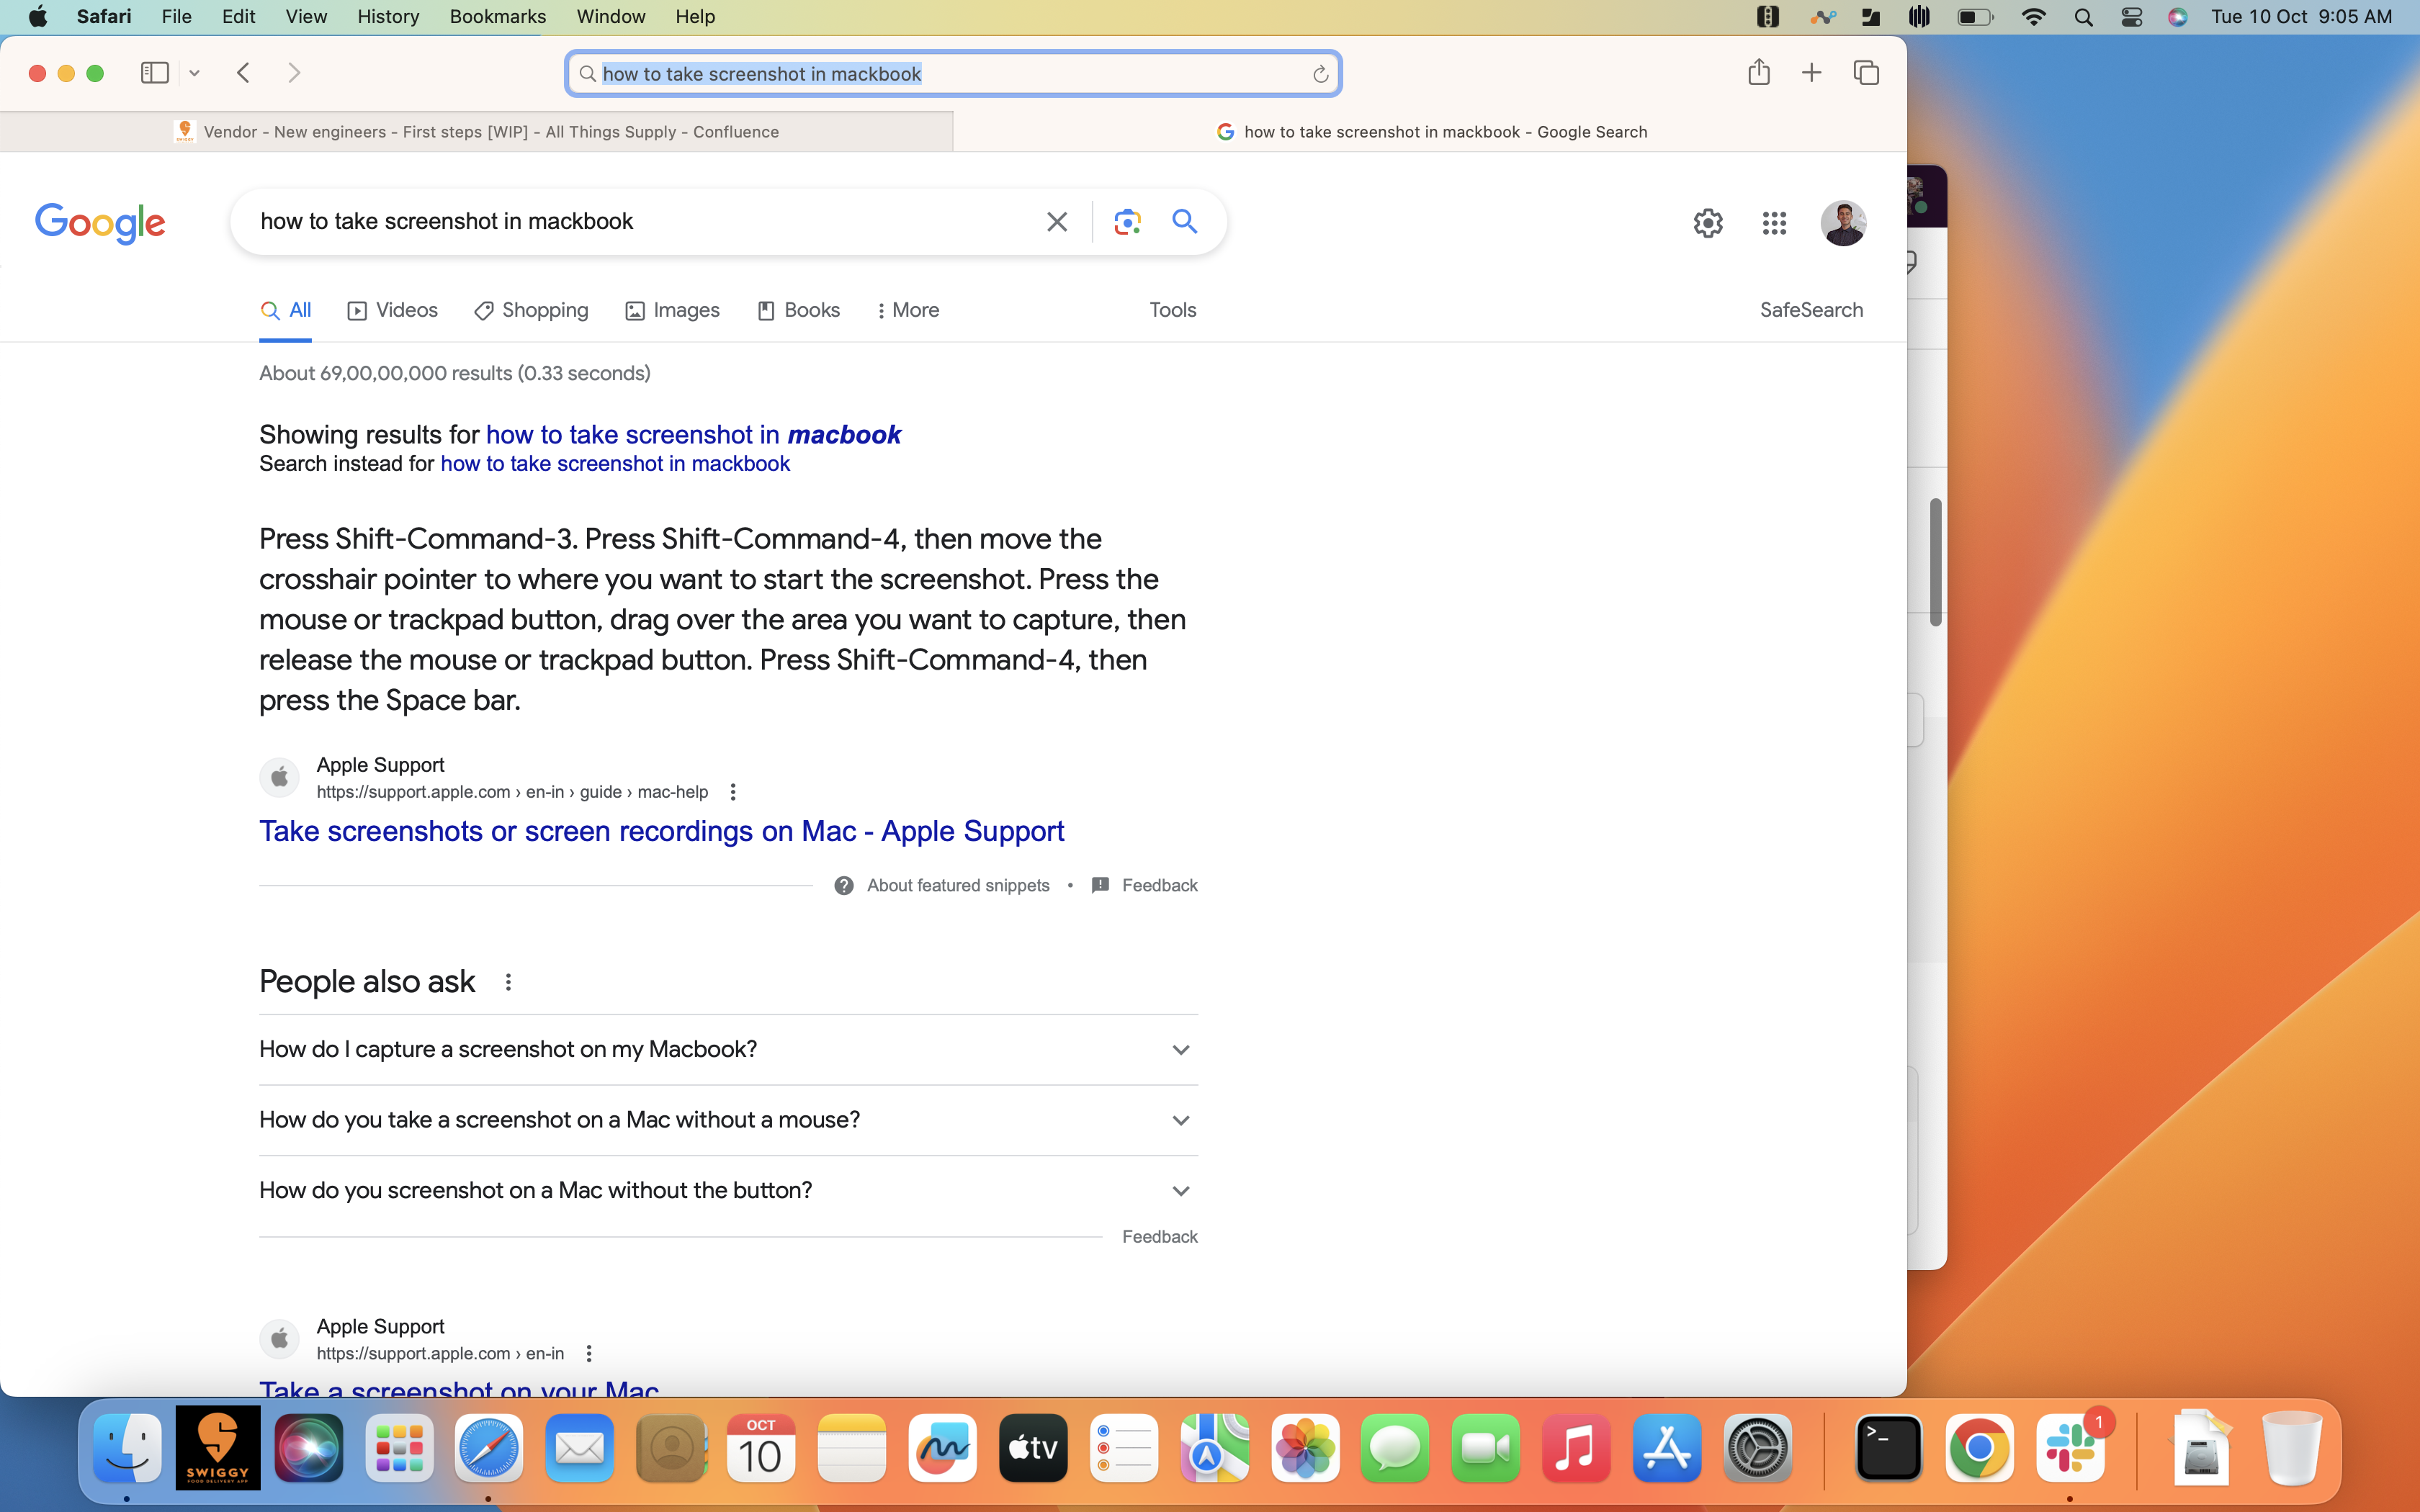 Safari File Edit View History Bookmarks Window Help Tue 10 Oct 9:05 AM
how to take screenshot in mackbook
Vendor - New engineers - First steps [WIP] - All Things Supply - Confluence
how to take screenshot in mackbook - Google Search
Google
how to take screenshot in mackbook
All Videos Shopping Images Books More Tools SafeSearch
About 69,00,00,000 results (0.33 seconds)
Showing results for how to take screenshot in macbook
Search instead for how to take screenshot in mackbook
Press Shift-Command-3. Press Shift-Command-4, then move the
crosshair pointer to where you want to start the screenshot. Press the
mouse or trackpad button, drag over the area you want to capture, then
release the mouse or trackpad button. Press Shift-Command-4, then
press the Space bar.
Apple Support
https://support.apple.com › en-in › guide › mac-help
Take screenshots or screen recordings on Mac - Apple Support
About featured snippets • Feedback
People also ask
How do I capture a screenshot on my Macbook?
How do you take a screenshot on a Mac without a mouse?
How do you screenshot on a Mac without the button?
Feedback
Apple Support
https://support.apple.com › en-in
Take a screenshot on your Mac
SWIGGY
FOOD DELIVERY APP
OCT
10
tv
>_
1